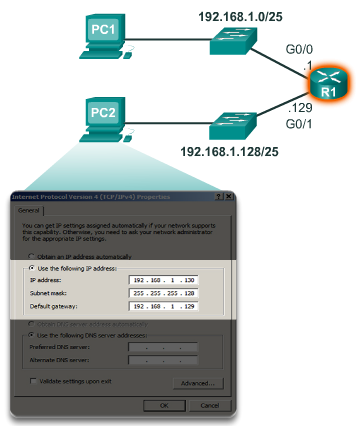 192.168.1.0/25
PC1
G0/0
.1
R1
PC2
.129
G0/1
192.168.1.128/25
Internet Protocol Version 4 (TCP/IPv4) Properties
General
You can get IP settings assigned automatically if your network supports
this capability. Otherwise, you need to ask your network administrator
for the appropriate IP settings.
Obtain an IP address automatically
Use the following IP address:
IP address: 192 . 168 . 1 . 130
Subnet mask: 255 . 255 . 255 . 128
Default gateway: 192 . 168 . 1 . 129
Obtain DNS server address automatically
Use the following DNS server addresses:
Preferred DNS server: . . .
Alternate DNS server: . . .
Validate settings upon exit
Advanced...
OK
Cancel